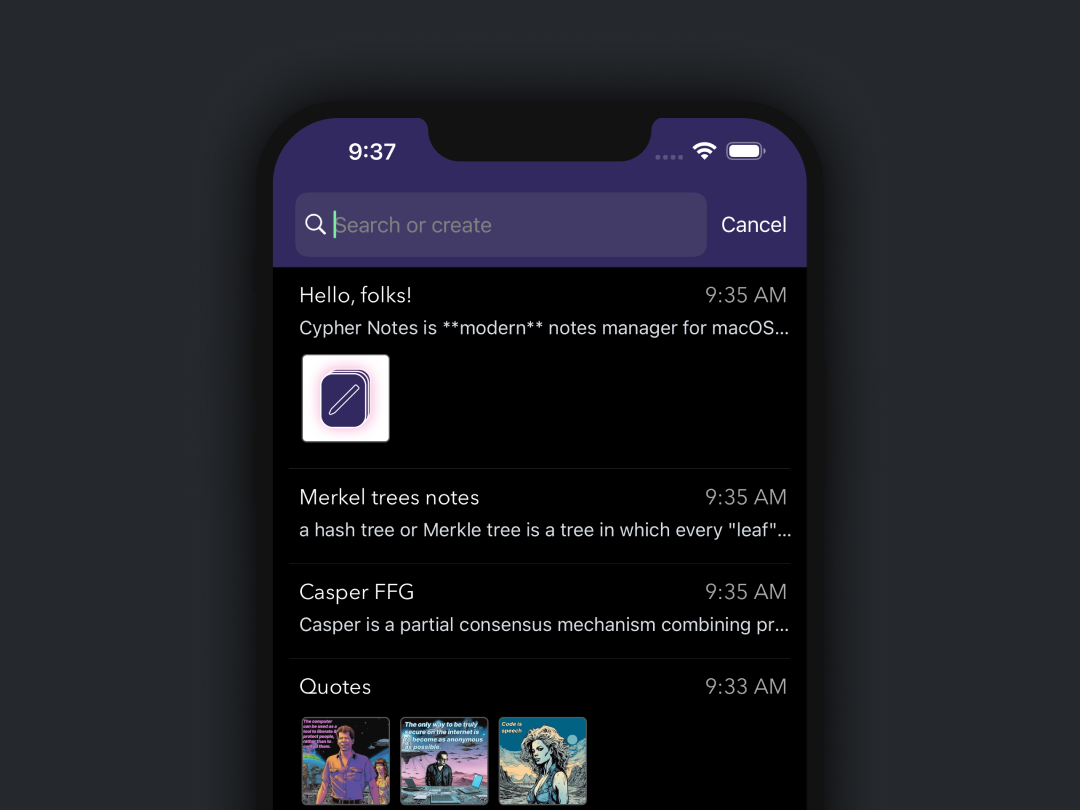 9:37
Search or create
Cancel
Hello, folks!
9:35 AM
Cypher Notes is **modern** notes manager for macOS...
Merkel trees notes
9:35 AM
a hash tree or Merkle tree is a tree in which every "leaf"...
Casper FFG
9:35 AM
Casper is a partial consensus mechanism combining pr...
Quotes
9:33 AM
The computer
can be used as a
tool to liberate &
protect people,
rather than to
control them.
The only way to be truly
secure on the internet is
to become as anonymous
as possible.
Code is
speech